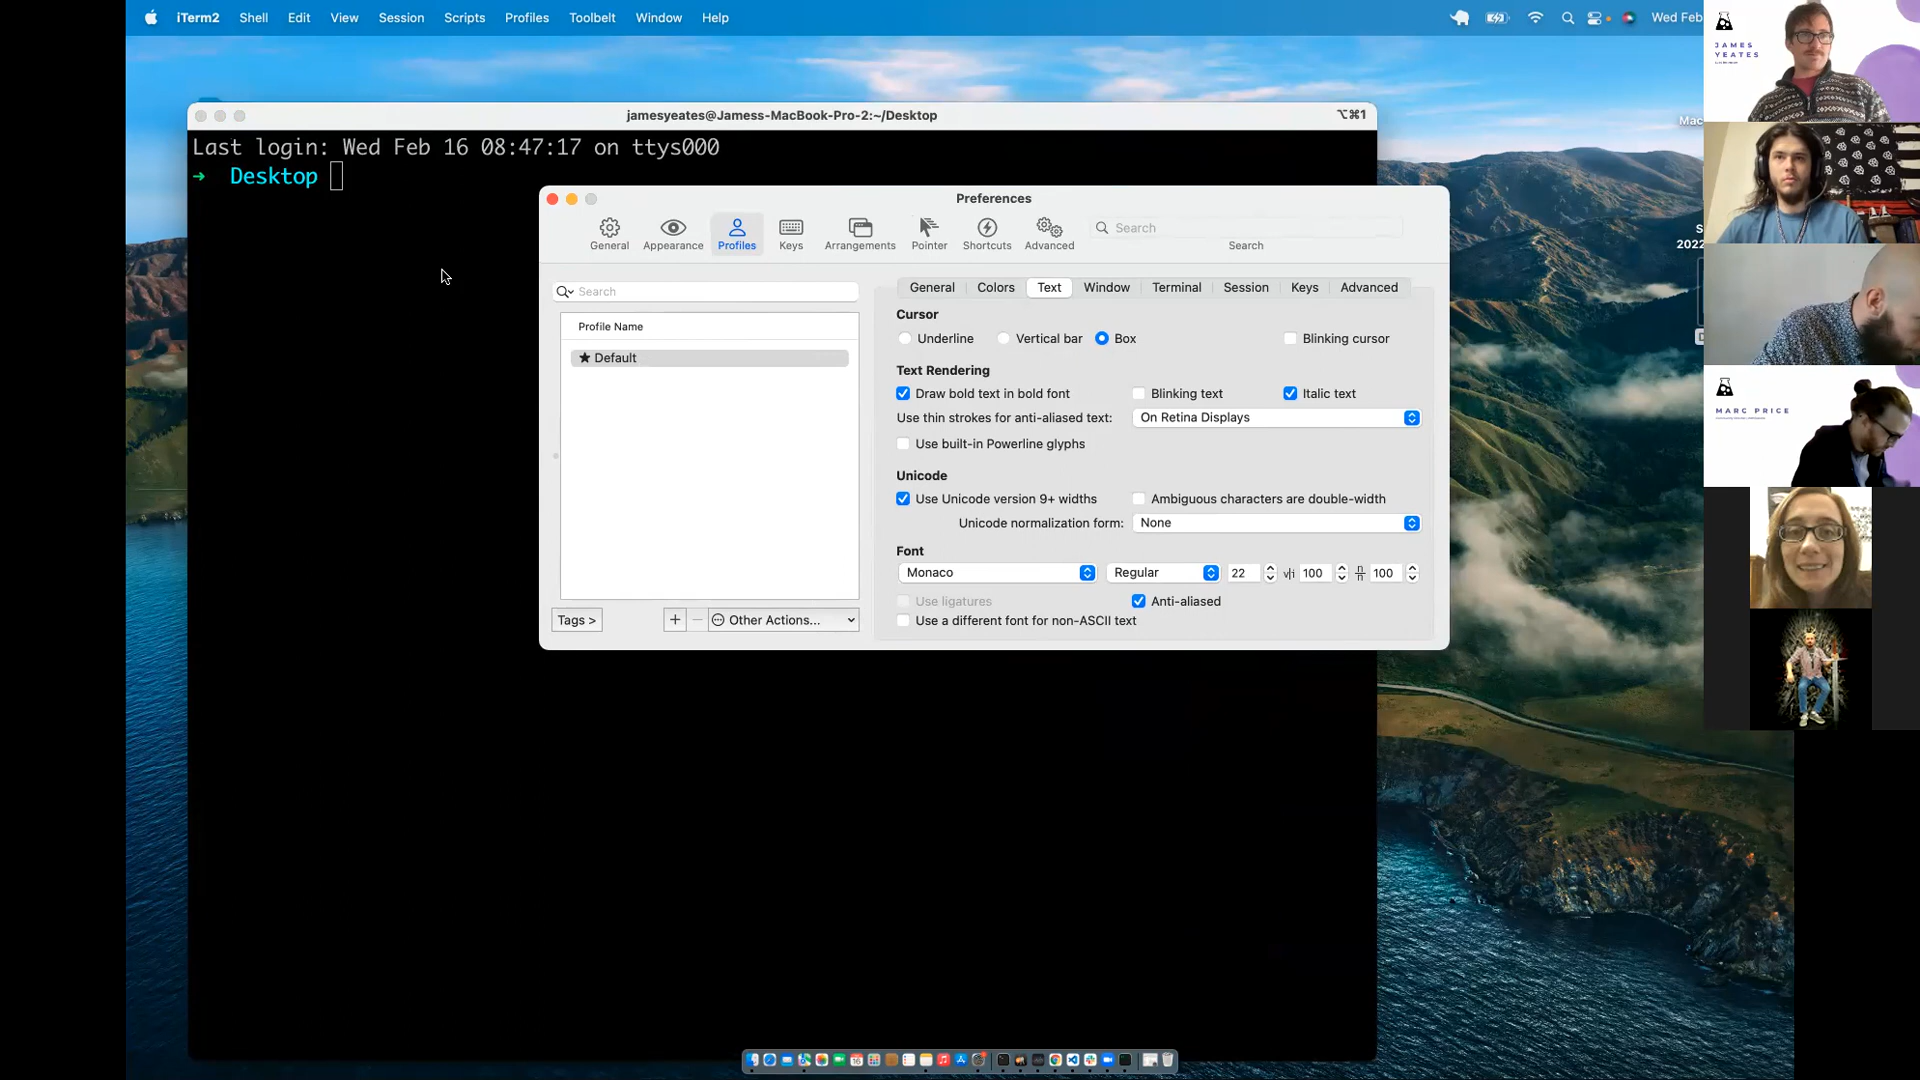 iTerm2 Shell Edit View Session Scripts Profiles Toolbelt Window Help
Wed Feb
jamesyeates@Jamess-MacBook-Pro-2:~/Desktop
⌥⌘1
Last login: Wed Feb 16 08:47:17 on ttys000
➜ Desktop
Preferences
General Appearance Profiles Keys Arrangements Pointer Shortcuts Advanced
Search
Search
Search
Profile Name
★ Default
Tags >
+ − Other Actions...
General Colors Text Window Terminal Session Keys Advanced
Cursor
Underline Vertical bar Box Blinking cursor
Text Rendering
Draw bold text in bold font Blinking text Italic text
Use thin strokes for anti-aliased text: On Retina Displays
Use built-in Powerline glyphs
Unicode
Use Unicode version 9+ widths Ambiguous characters are double-width
Unicode normalization form: None
Font
Monaco Regular 22 100 100
Use ligatures Anti-aliased
Use a different font for non-ASCII text
Mac
S
2022
JAMES
YEATES
MARC PRICE